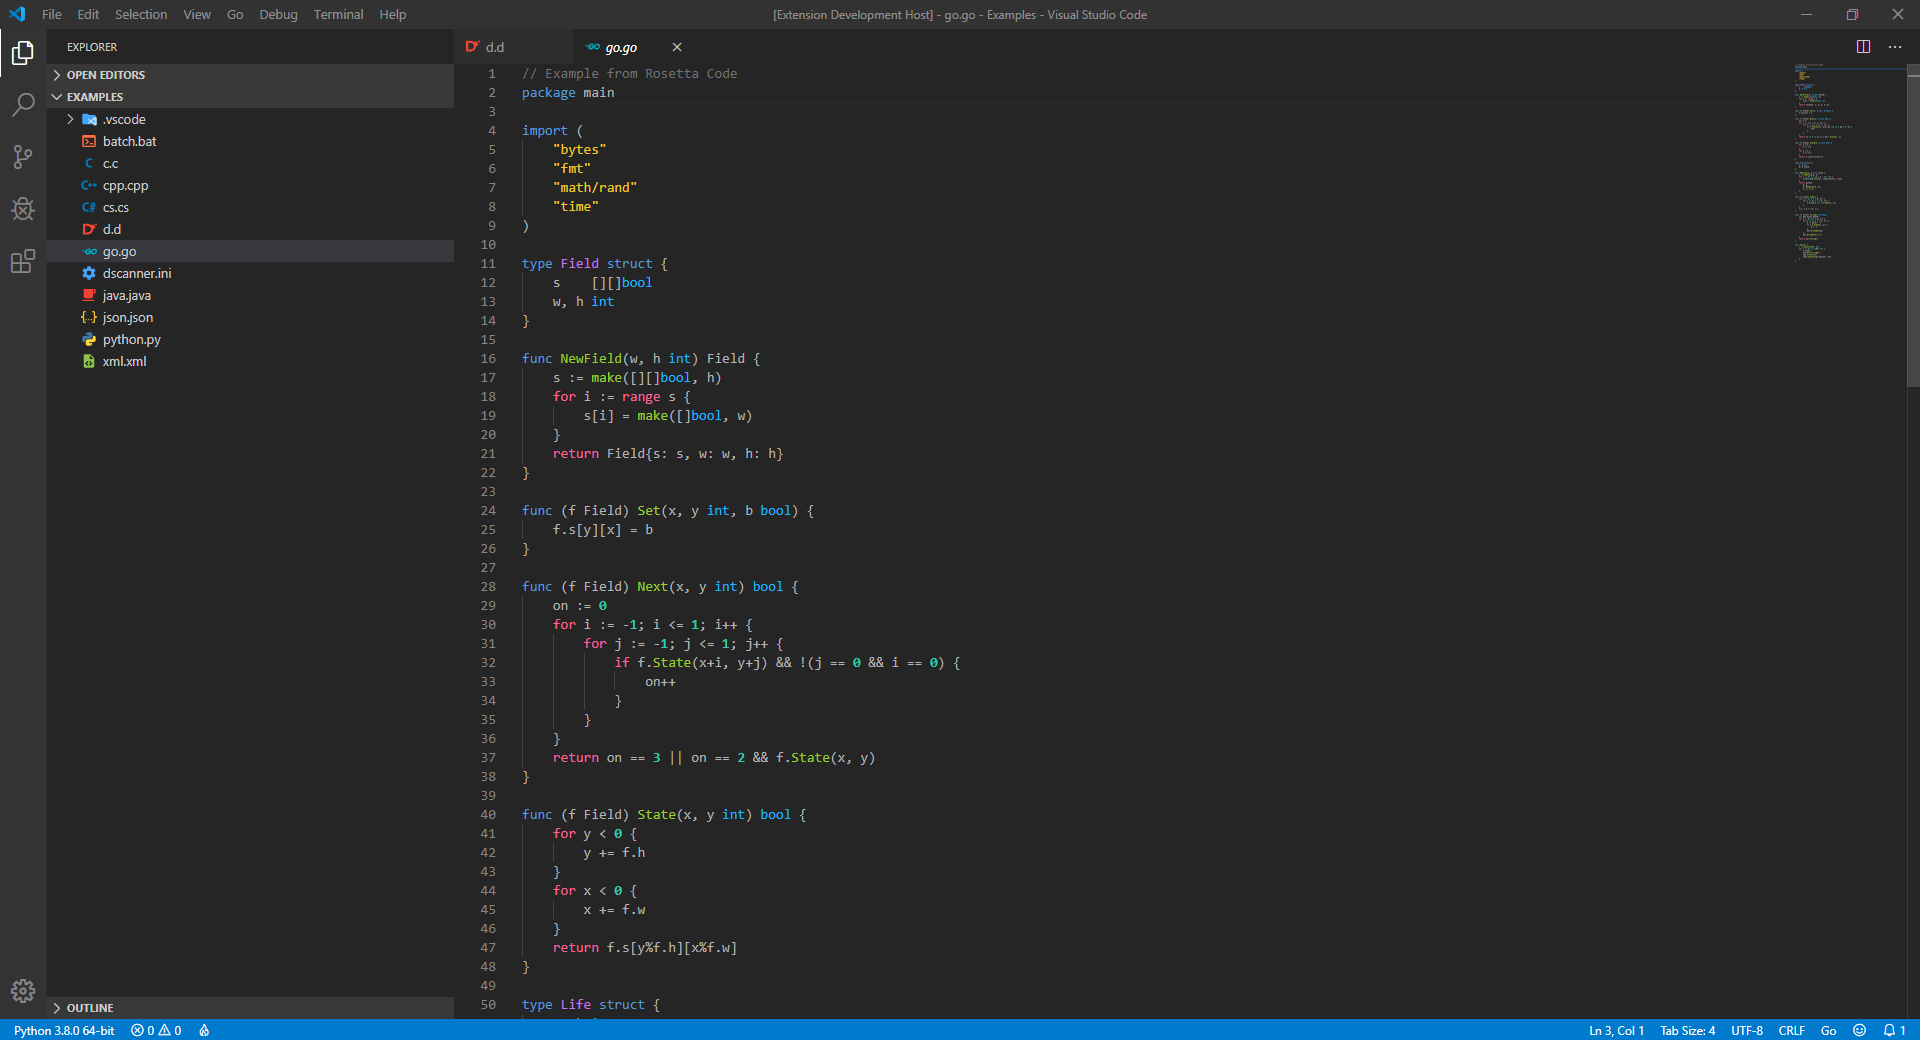 File Edit Selection View Go Debug Terminal Help
[Extension Development Host] - go.go - Examples - Visual Studio Code
EXPLORER
OPEN EDITORS
EXAMPLES
.vscode
batch.bat
c.c
cpp.cpp
cs.cs
d.d
go.go
dscanner.ini
java.java
json.json
python.py
xml.xml
OUTLINE
d.d
go.go
1 // Example from Rosetta Code
2 package main
3
4 import (
5     "bytes"
6     "fmt"
7     "math/rand"
8     "time"
9 )
10
11 type Field struct {
12     s    [][]bool
13     w, h int
14 }
15
16 func NewField(w, h int) Field {
17     s := make([][]bool, h)
18     for i := range s {
19         s[i] = make([]bool, w)
20     }
21     return Field{s: s, w: w, h: h}
22 }
23
24 func (f Field) Set(x, y int, b bool) {
25     f.s[y][x] = b
26 }
27
28 func (f Field) Next(x, y int) bool {
29     on := 0
30     for i := -1; i <= 1; i++ {
31         for j := -1; j <= 1; j++ {
32             if f.State(x+i, y+j) && !(j == 0 && i == 0) {
33                 on++
34             }
35         }
36     }
37     return on == 3 || on == 2 && f.State(x, y)
38 }
39
40 func (f Field) State(x, y int) bool {
41     for y < 0 {
42         y += f.h
43     }
44     for x < 0 {
45         x += f.w
46     }
47     return f.s[y%f.h][x%f.w]
48 }
49
50 type Life struct {
Python 3.8.0 64-bit 0 0
Ln 3, Col 1 Tab Size: 4 UTF-8 CRLF Go 1